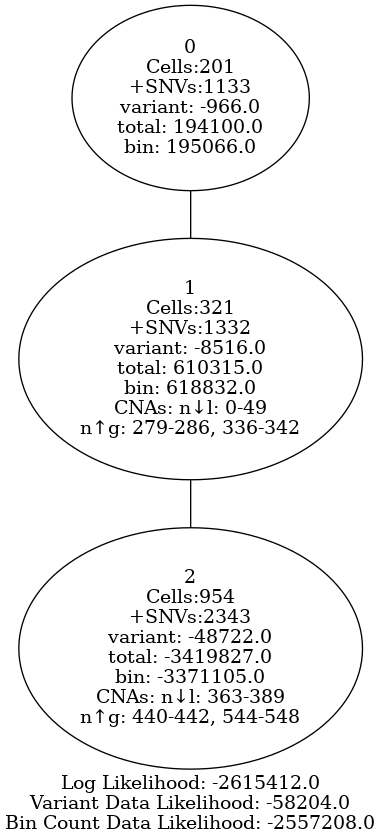 0
Cells:201
+SNVs:1133
variant: -966.0
total: 194100.0
bin: 195066.0
1
Cells:321
+SNVs:1332
variant: -8516.0
total: 610315.0
bin: 618832.0
CNAs: n↓l: 0-49
n↑g: 279-286, 336-342
2
Cells:954
+SNVs:2343
variant: -48722.0
total: -3419827.0
bin: -3371105.0
CNAs: n↓l: 363-389
n↑g: 440-442, 544-548
Log Likelihood: -2615412.0
Variant Data Likelihood: -58204.0
Bin Count Data Likelihood: -2557208.0